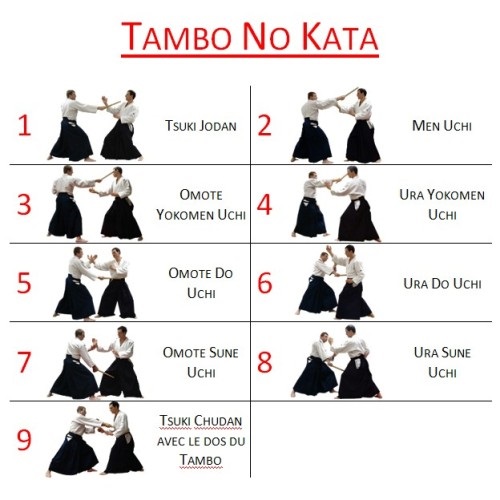 TAMBO NO KATA
1
TSUKI JODAN
2
MEN UCHI
3
OMOTE
YOKOMEN UCHI
4
URA YOKOMEN
UCHI
5
OMOTE DO
UCHI
6
URA DO UCHI
7
OMOTE SUNE
UCHI
8
URA SUNE
UCHI
9
TSUKI CHUDAN
AVEC LE DOS DU
TAMBO